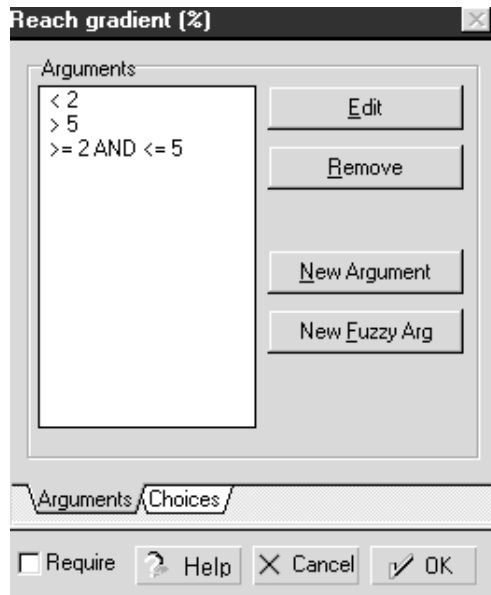 Reach gradient (%)
Arguments
< 2
> 5
>= 2 AND <= 5
Edit
Remove
New Argument
New Fuzzy Arg
Arguments Choices
Require Help Cancel OK